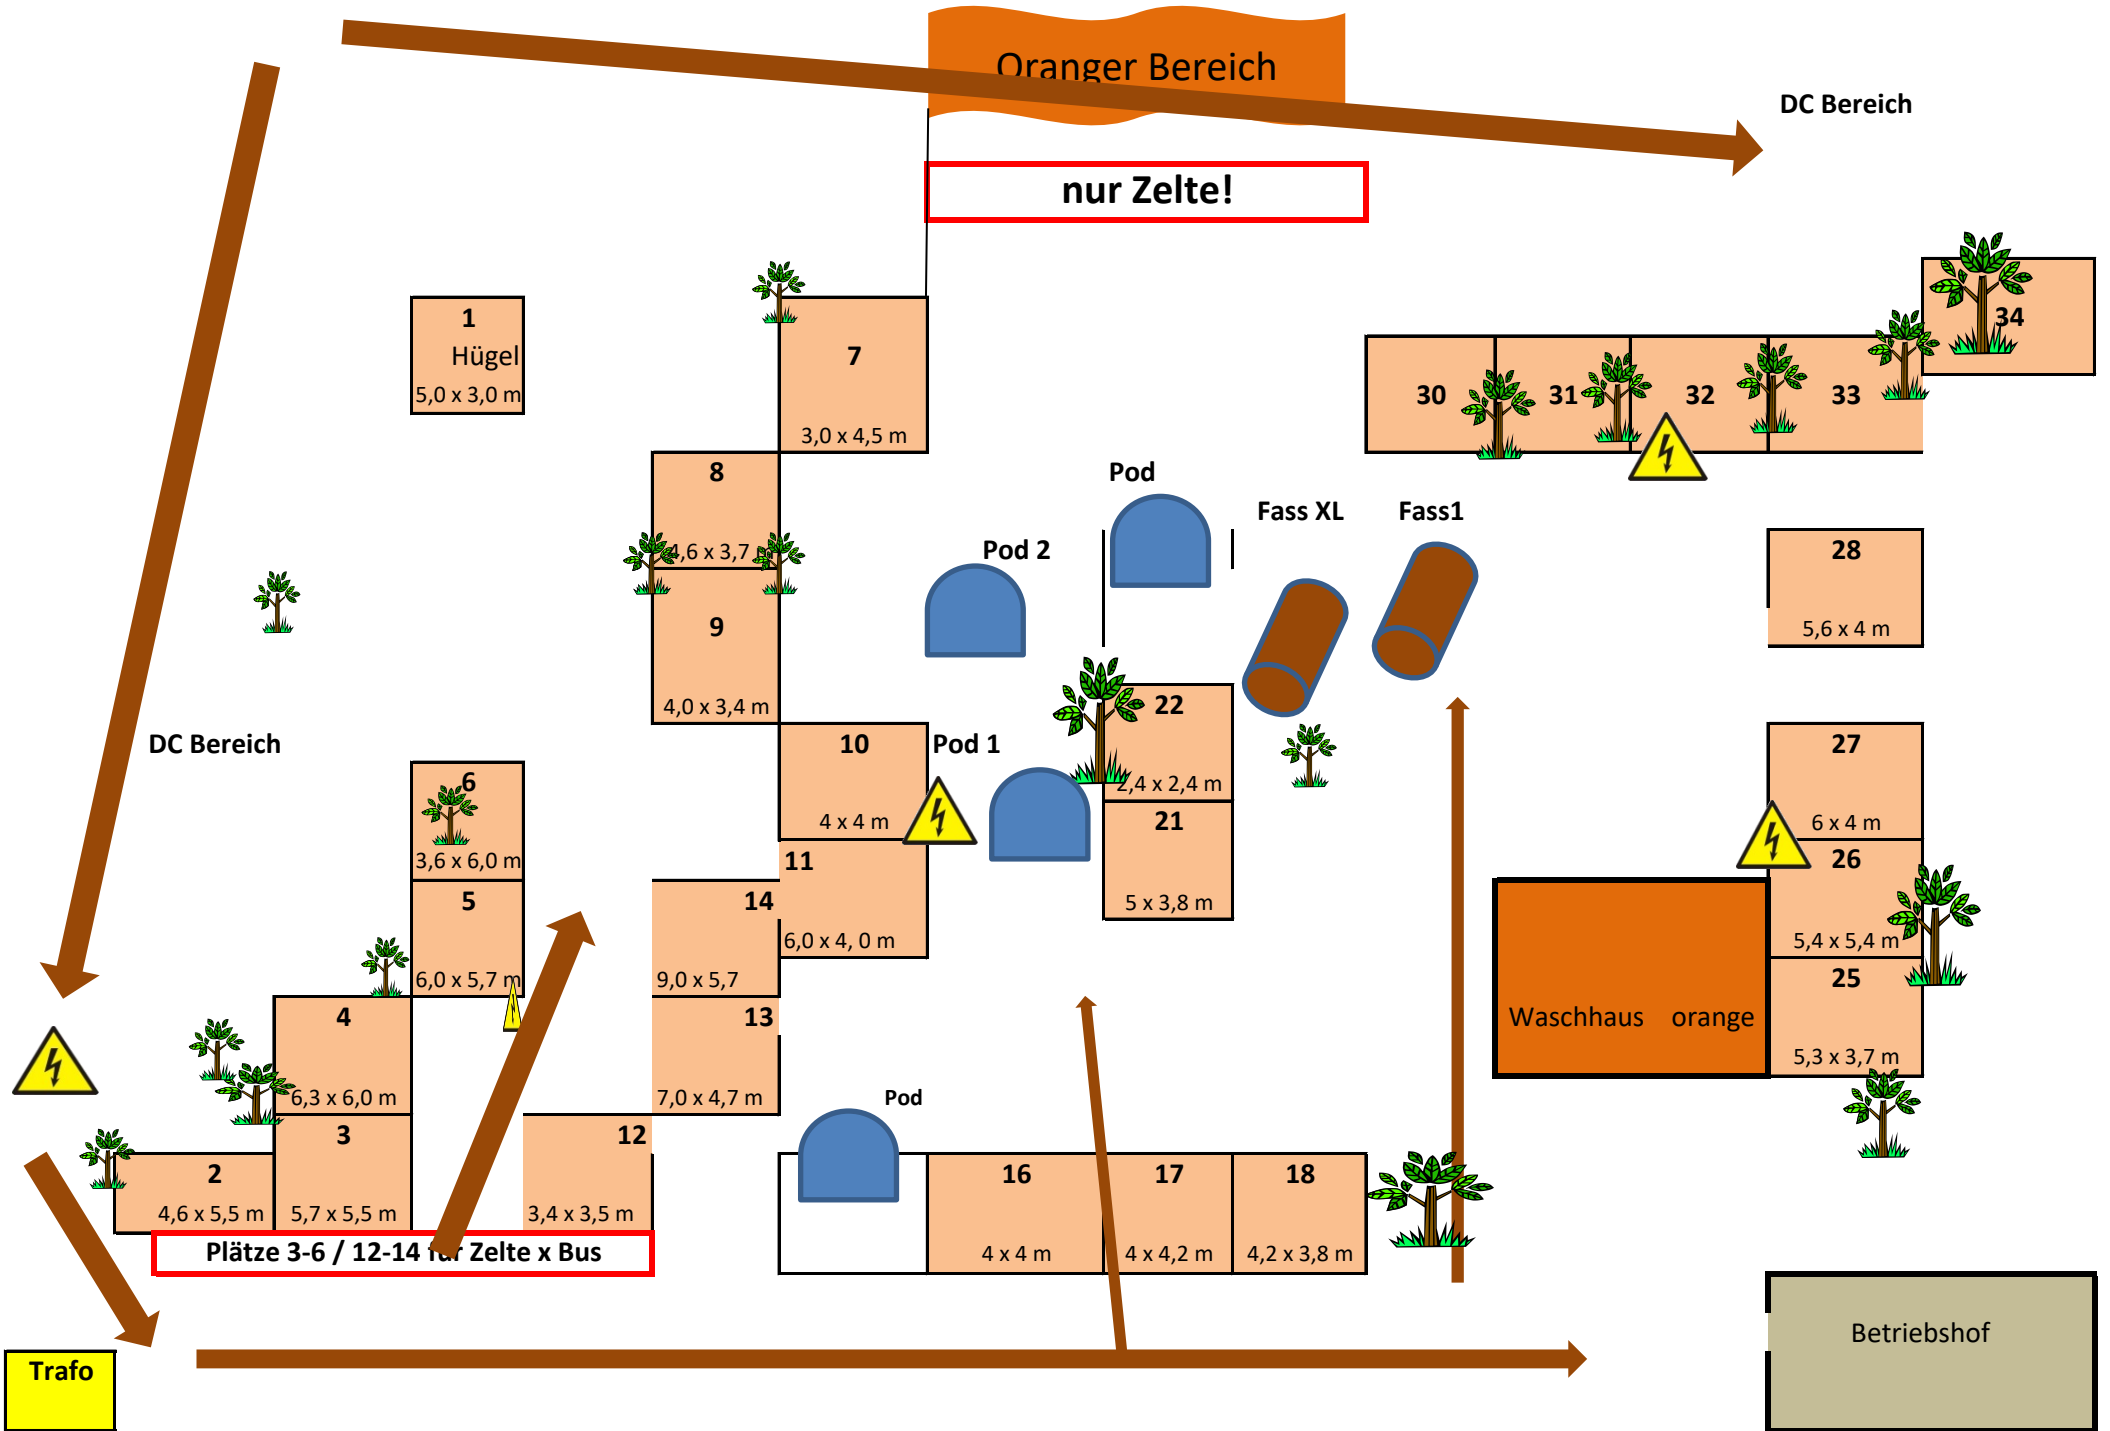 Oranger Bereich
DC Bereich
nur Zelte!
1
Hügel
5,0 x 3,0 m
7
3,0 x 4,5 m
34
30
31
32
33
8
4,6 x 3,7 m
Pod
Fass XL
Fass1
Pod 2
28
5,6 x 4 m
9
4,0 x 3,4 m
22
2,4 x 2,4 m
DC Bereich
10
4 x 4 m
Pod 1
27
6 x 4 m
6
3,6 x 6,0 m
21
5 x 3,8 m
11
6,0 x 4, 0 m
26
5,4 x 5,4 m
5
6,0 x 5,7 m
14
9,0 x 5,7
25
5,3 x 3,7 m
Waschhaus orange
4
6,3 x 6,0 m
13
7,0 x 4,7 m
Pod
3
5,7 x 5,5 m
12
3,4 x 3,5 m
2
4,6 x 5,5 m
16
4 x 4 m
17
4 x 4,2 m
18
4,2 x 3,8 m
Plätze 3-6 / 12-14 für Zelte x Bus
Betriebshof
Trafo